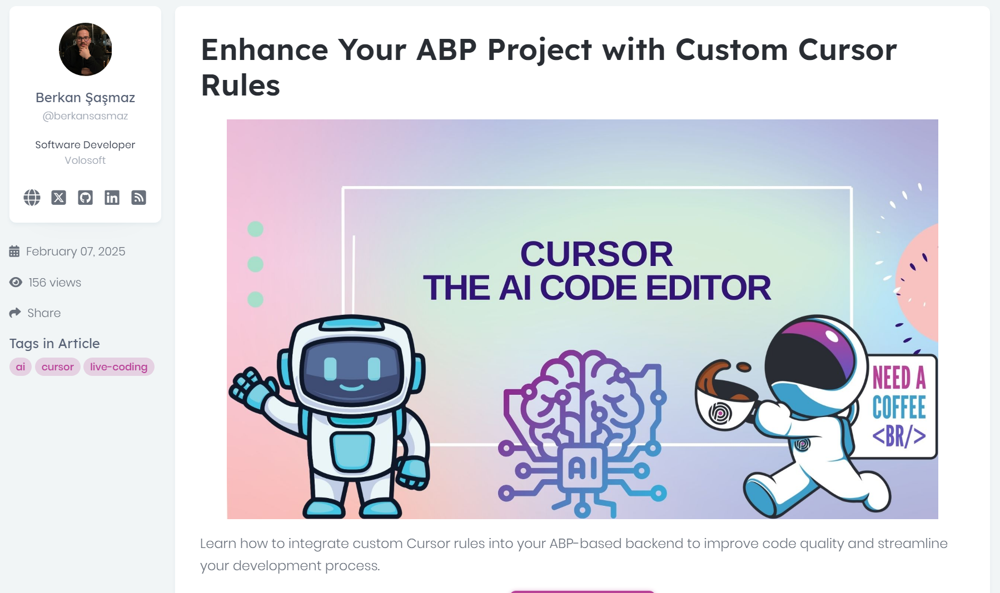 Berkan Şaşmaz
@berkansasmaz
Software Developer
Volosoft
February 07, 2025
156 views
Share
Tags in Article
ai
cursor
live-coding
Enhance Your ABP Project with Custom Cursor
Rules
CURSOR
THE AI CODE EDITOR
AI
NEED A
COFFEE
<BR/>
Learn how to integrate custom Cursor rules into your ABP-based backend to improve code quality and streamline
your development process.